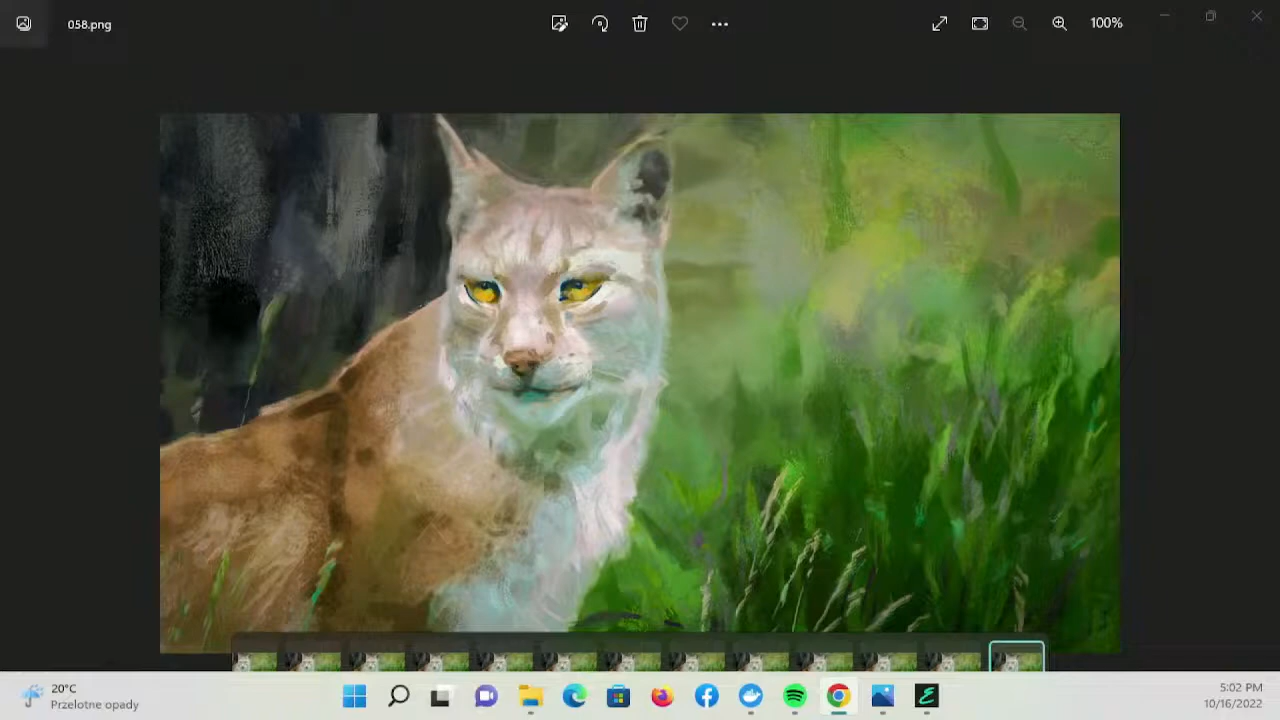 058.png
100%
20°C
Przelotne opady
5:02 PM
10/16/2022